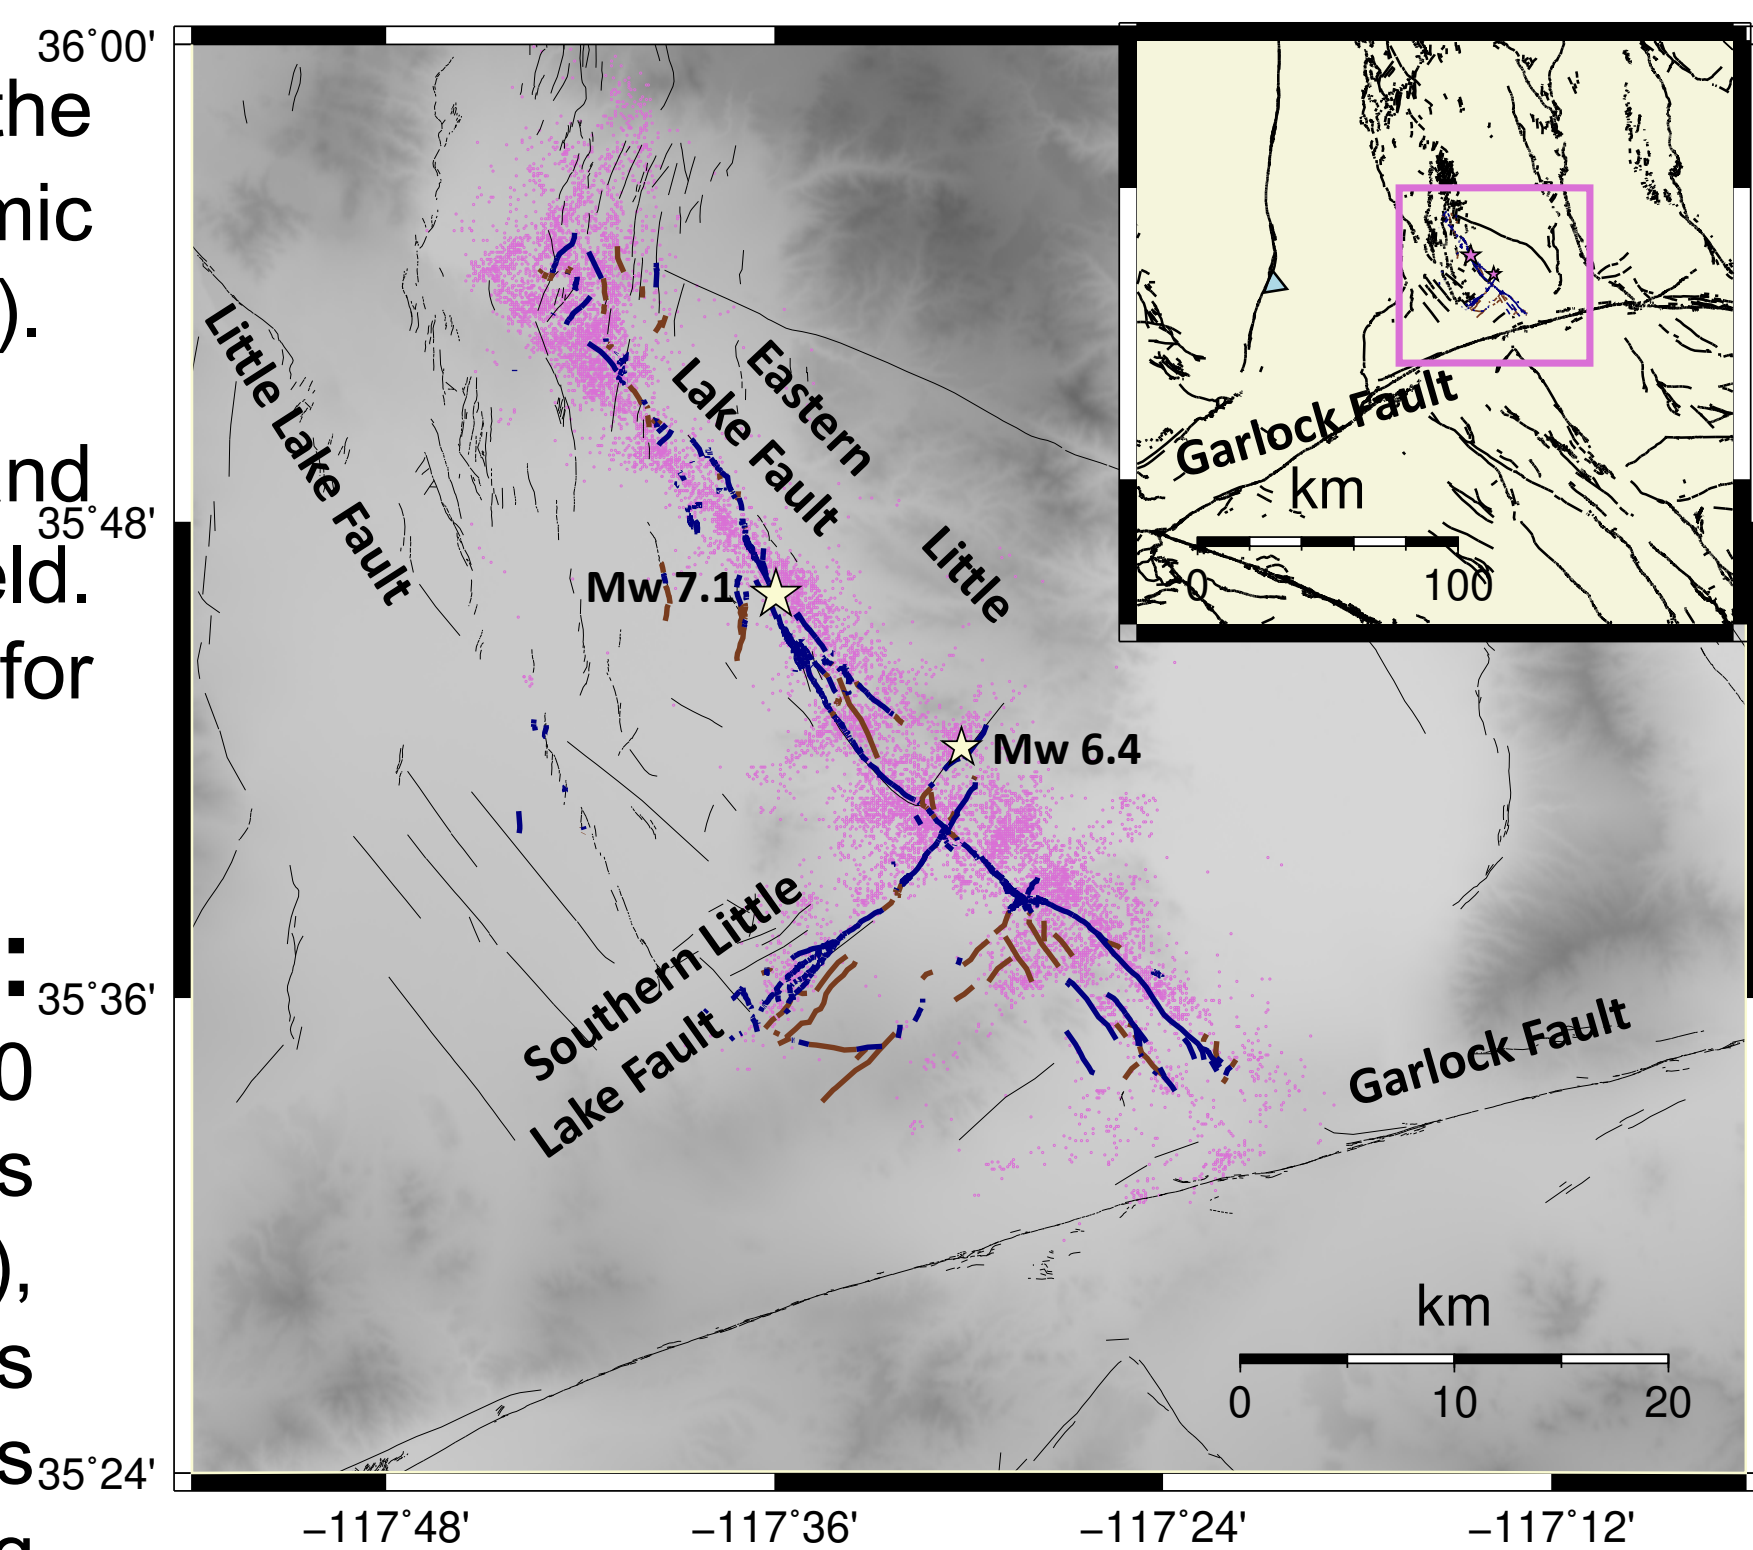 the
mic
).
and
eld.
for
:
0
s
),
s
s
36°00'
35°48'
35°36'
35°24'
−117°48'
−117°36'
−117°24'
−117°12'
Little Lake Fault
Eastern
Lake Fault
Little
Mw 7.1
Mw 6.4
Southern Little
Lake Fault
Garlock Fault
km
0 10 20
Garlock Fault
km
0 100